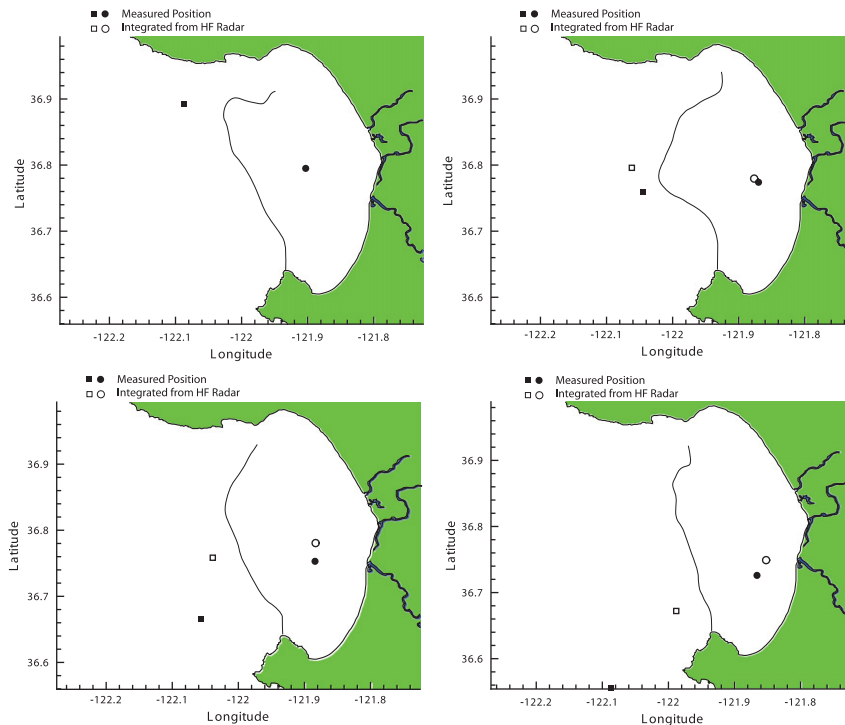 Measured Position
Integrated from HF Radar
Latitude
36.9
36.8
36.7
36.6
-122.2 -122.1 -122 -121.9 -121.8
Longitude
Measured Position
Integrated from HF Radar
Latitude
36.9
36.8
36.7
36.6
-122.2 -122.1 -122 -121.9 -121.8
Longitude
Measured Position
Integrated from HF Radar
Latitude
36.9
36.8
36.7
36.6
-122.2 -122.1 -122 -121.9 -121.8
Longitude
Measured Position
Integrated from HF Radar
Latitude
36.9
36.8
36.7
36.6
-122.2 -122.1 -122 -121.9 -121.8
Longitude